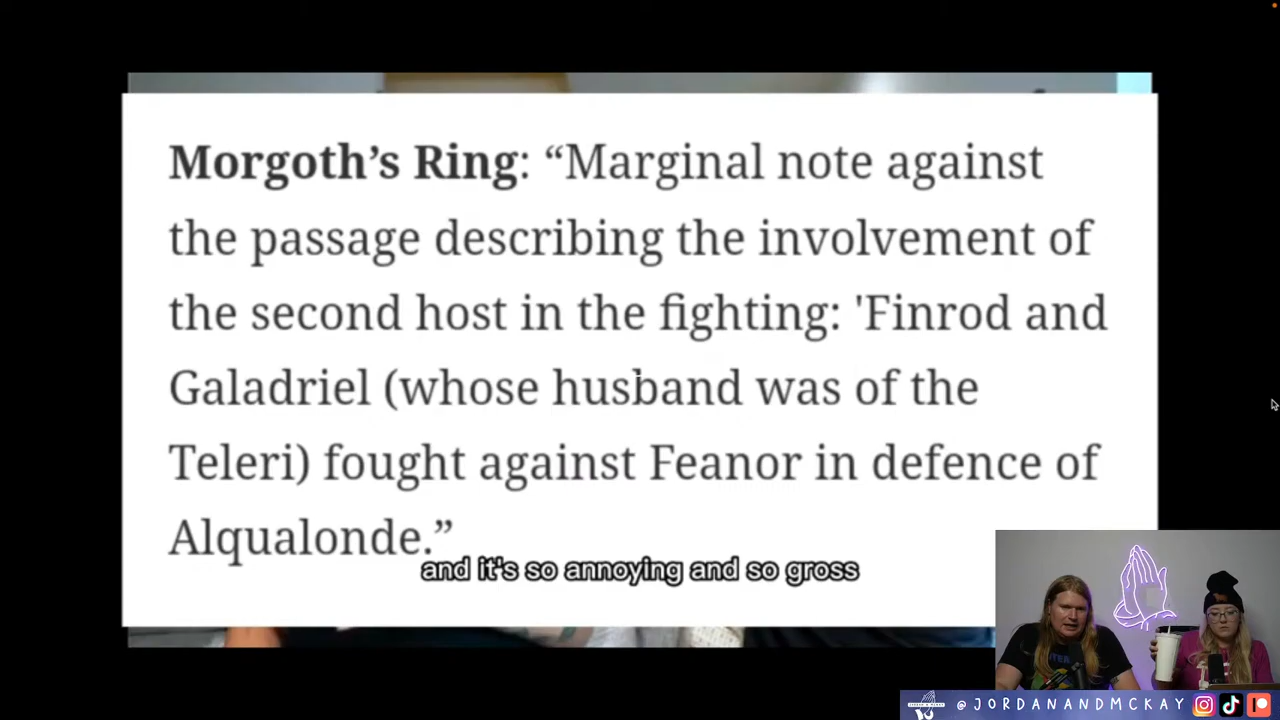 Morgoth's Ring: “Marginal note against
the passage describing the involvement of
the second host in the fighting: 'Finrod and
Galadriel (whose husband was of the
Teleri) fought against Feanor in defence of
Alqualonde.”
and it's so annoying and so gross
@JORDANANDMCKAY